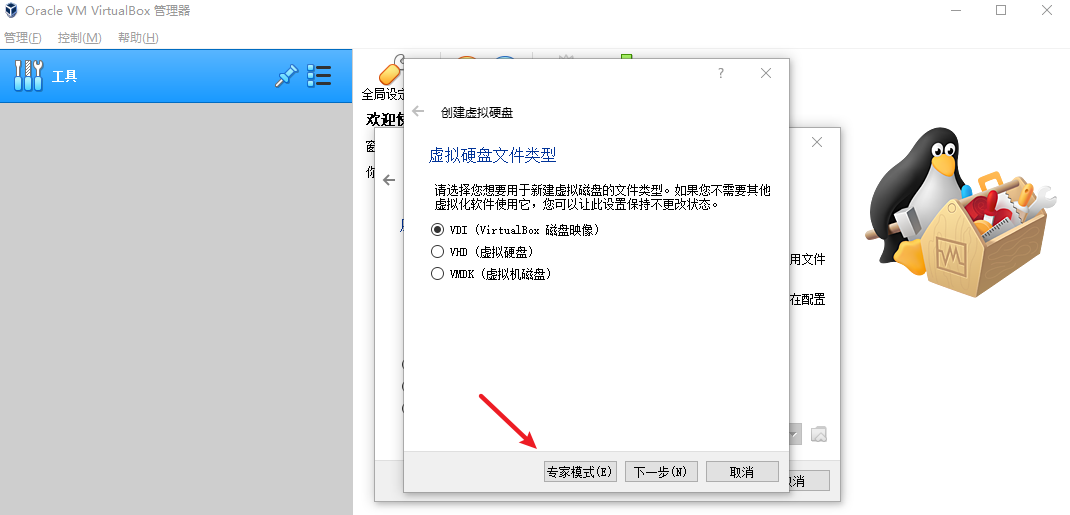 Oracle VM VirtualBox 管理器
管理(F) 控制(M) 帮助(H)
工具
全局设定
欢迎使
窗
你
?
创建虚拟硬盘
虚拟硬盘文件类型
请选择您想要用于新建虚拟磁盘的文件类型。如果您不需要其他
虚拟化软件使用它，您可以让此设置保持不更改状态。
VDI (VirtualBox 磁盘映像)
VHD (虚拟硬盘)
VMDK (虚拟机磁盘)
用文件
在配置
专家模式(E) 下一步(N) 取消
消